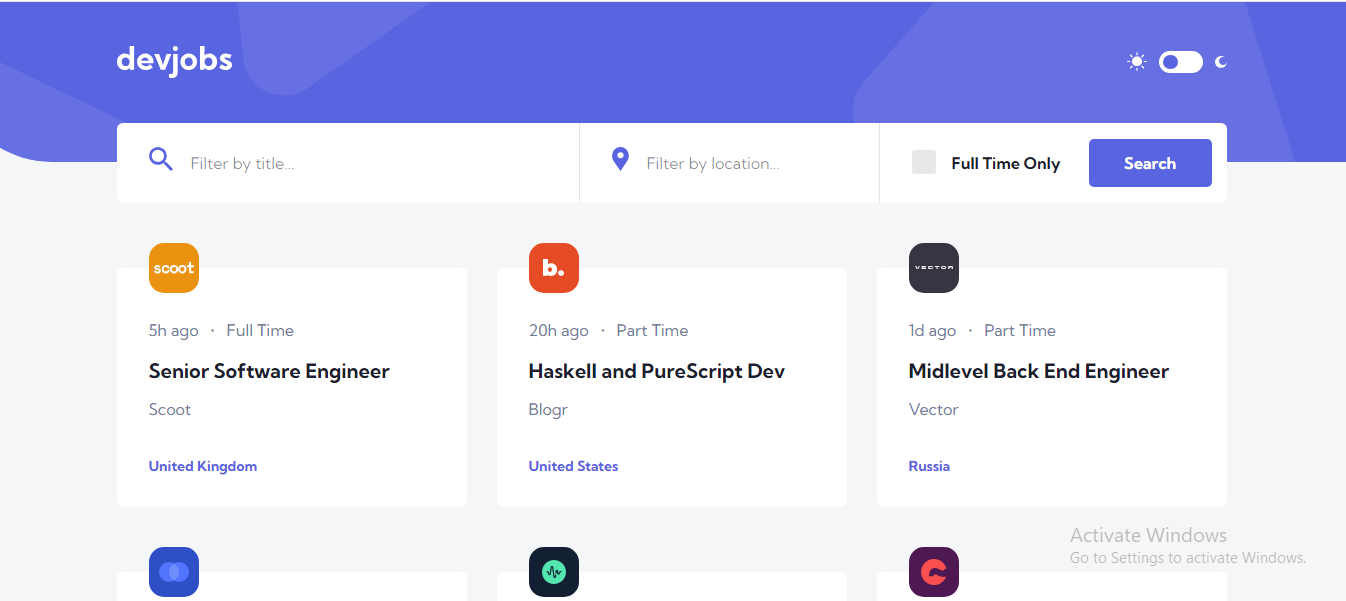 devjobs
Filter by title...
Filter by location...
Full Time Only
Search
scoot
b.
VECTOR
5h ago · Full Time
20h ago · Part Time
1d ago · Part Time
Senior Software Engineer
Haskell and PureScript Dev
Midlevel Back End Engineer
Scoot
Blogr
Vector
United Kingdom
United States
Russia
Activate Windows
Go to Settings to activate Windows.